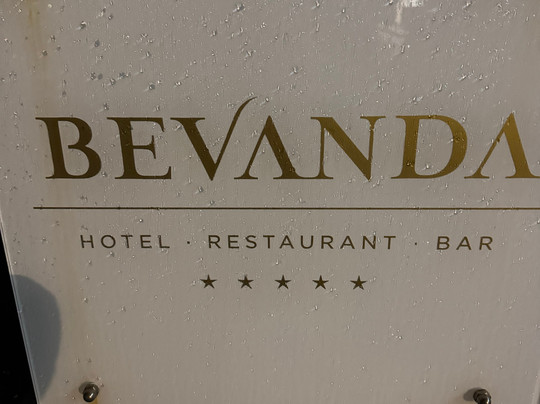 BEVANDA
HOTEL · RESTAURANT · BAR
★ ★ ★ ★ ★